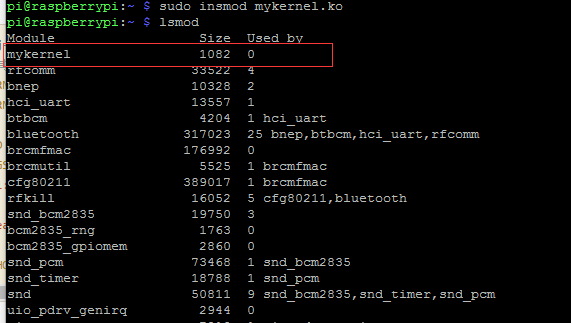 pi@raspberrypi:~ $ sudo insmod mykernel.ko
pi@raspberrypi:~ $ lsmod
Module                  Size  Used by
mykernel                1082  0
rfcomm                 33522  4
bnep                   10328  2
hci_uart               13557  1
btbcm                   4204  1 hci_uart
bluetooth             317023  25 bnep,btbcm,hci_uart,rfcomm
brcmfmac              176992  0
brcmutil                5525  1 brcmfmac
cfg80211              389017  1 brcmfmac
rfkill                 16052  5 cfg80211,bluetooth
snd_bcm2835            19750  3
bcm2835_rng             1763  0
bcm2835_gpiomem         2860  0
snd_pcm                73468  1 snd_bcm2835
snd_timer              18788  1 snd_pcm
snd                    50811  9 snd_bcm2835,snd_timer,snd_pcm
uio_pdrv_genirq         2944  0